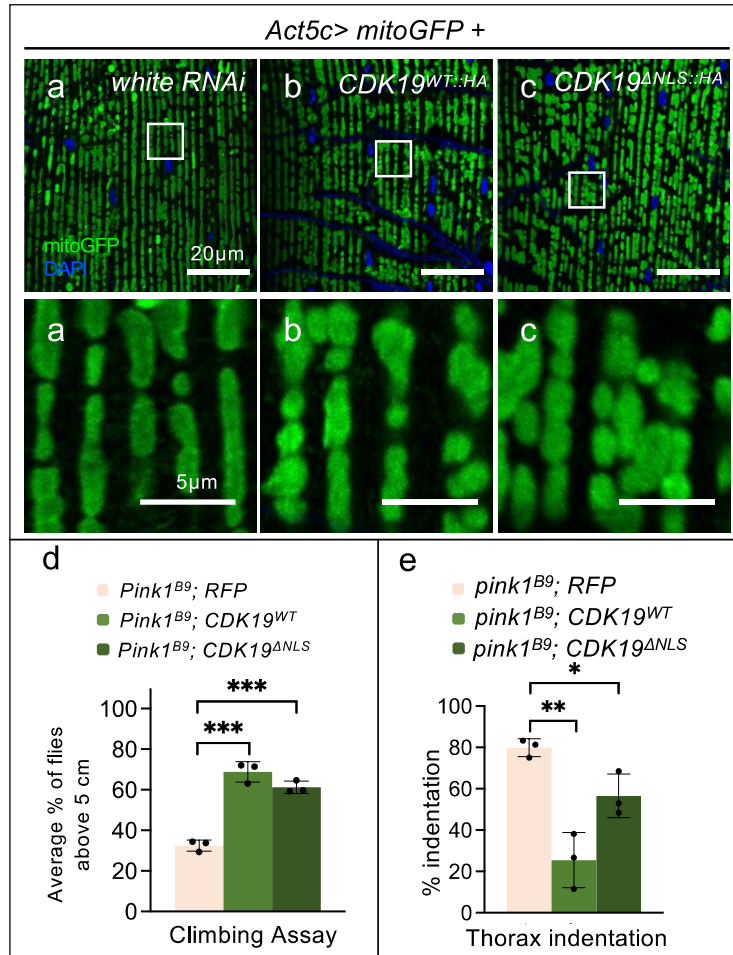 Act5c> mitoGFP +
a white RNAi
b CDK19WT::HA
c CDK19ΔNLS::HA
mitoGFP
DAPI
20µm
a
b
c
5µm
d
Pink1B9; RFP
Pink1B9; CDK19WT
Pink1B9; CDK19ΔNLS
***
***
Average % of flies
above 5 cm
100
80
60
40
20
0
Climbing Assay
e
pink1B9; RFP
pink1B9; CDK19WT
pink1B9; CDK19ΔNLS
*
**
% indentation
100
80
60
40
20
0
Thorax indentation